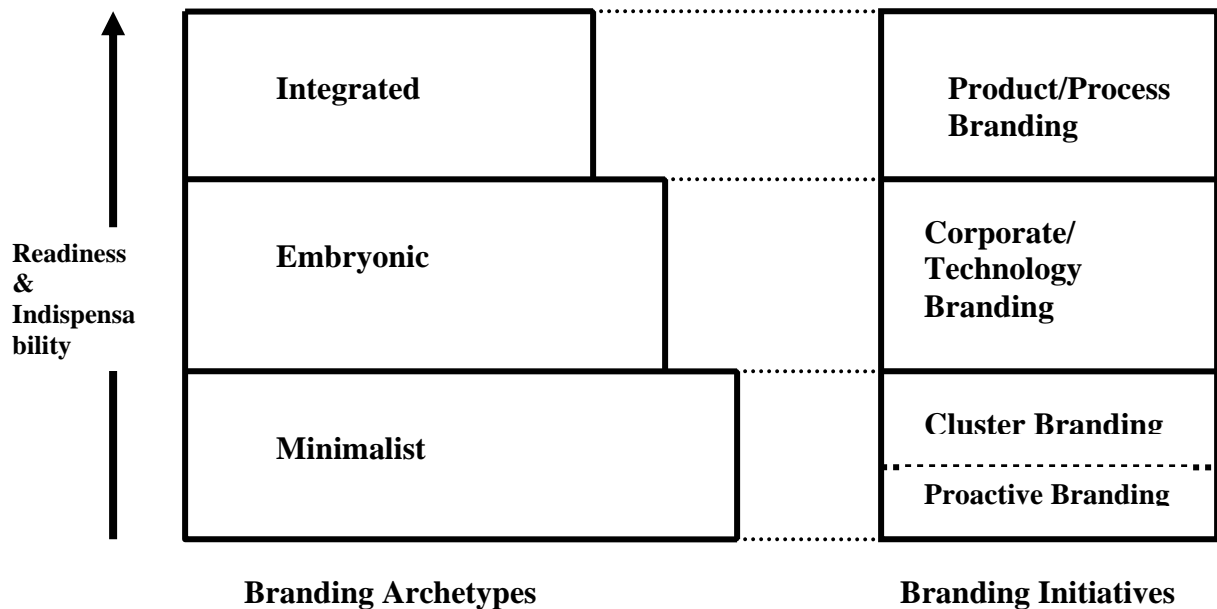 Integrated
Product/Process
Branding
Readiness
&
Indispensa
bility
Embryonic
Corporate/
Technology
Branding
Minimalist
Cluster Branding
Proactive Branding
Branding Archetypes
Branding Initiatives